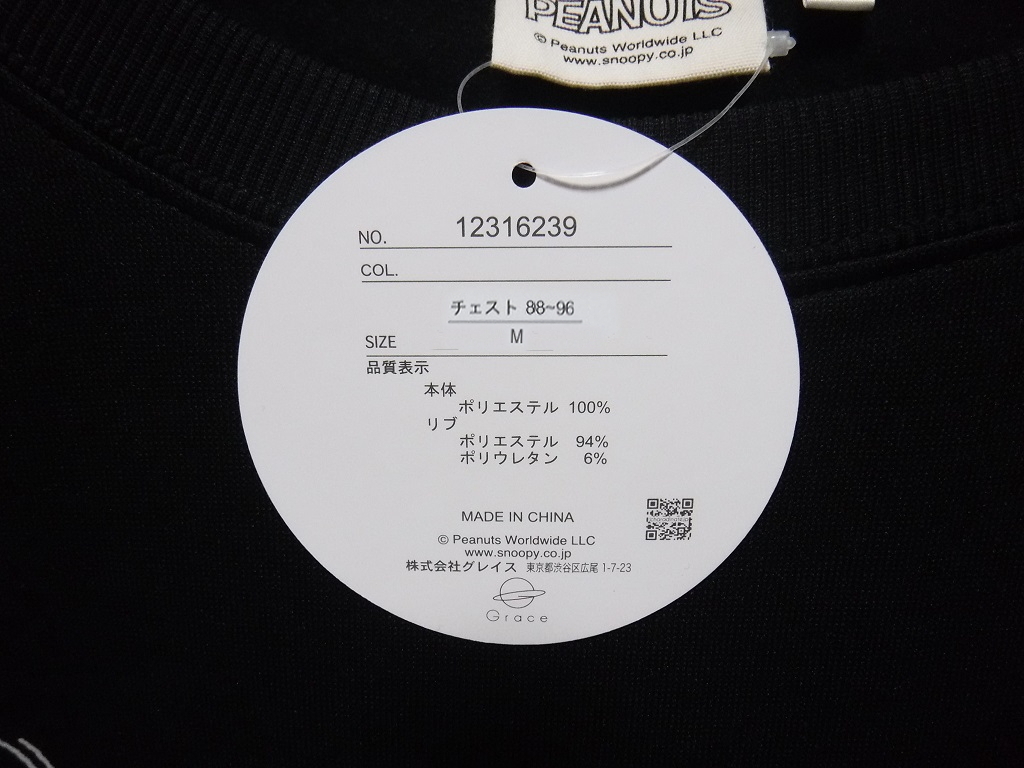 PEANUTS
© Peanuts Worldwide LLC
www.snoopy.co.jp
NO. 12316239
COL.
チェスト 88~96
SIZE M
品質表示
本体
ポリエステル 100%
リブ
ポリエステル 94%
ポリウレタン 6%
MADE IN CHINA
© Peanuts Worldwide LLC
www.snoopy.co.jp
株式会社グレイス 東京都渋谷区広尾 1-7-23
Grace